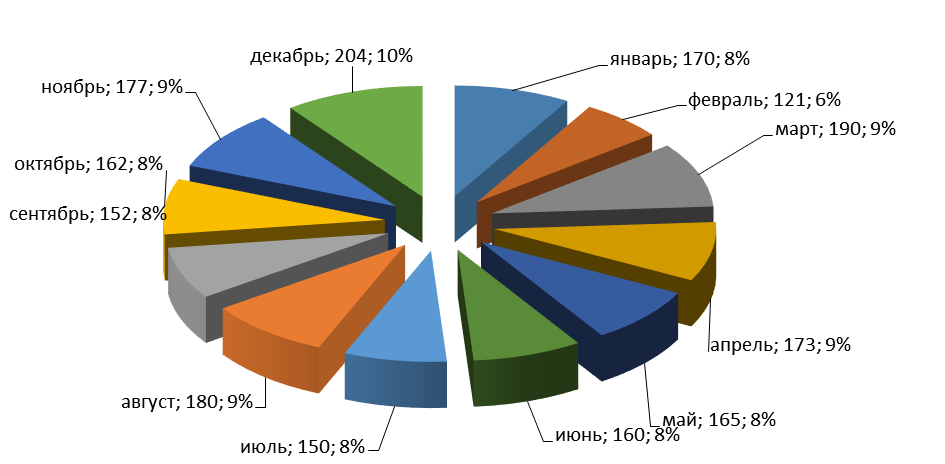 январь; 170; 8%
февраль; 121; 6%
март; 190; 9%
апрель; 173; 9%
май; 165; 8%
июнь; 160; 8%
июль; 150; 8%
август; 180; 9%
сентябрь; 152; 8%
октябрь; 162; 8%
ноябрь; 177; 9%
декабрь; 204; 10%